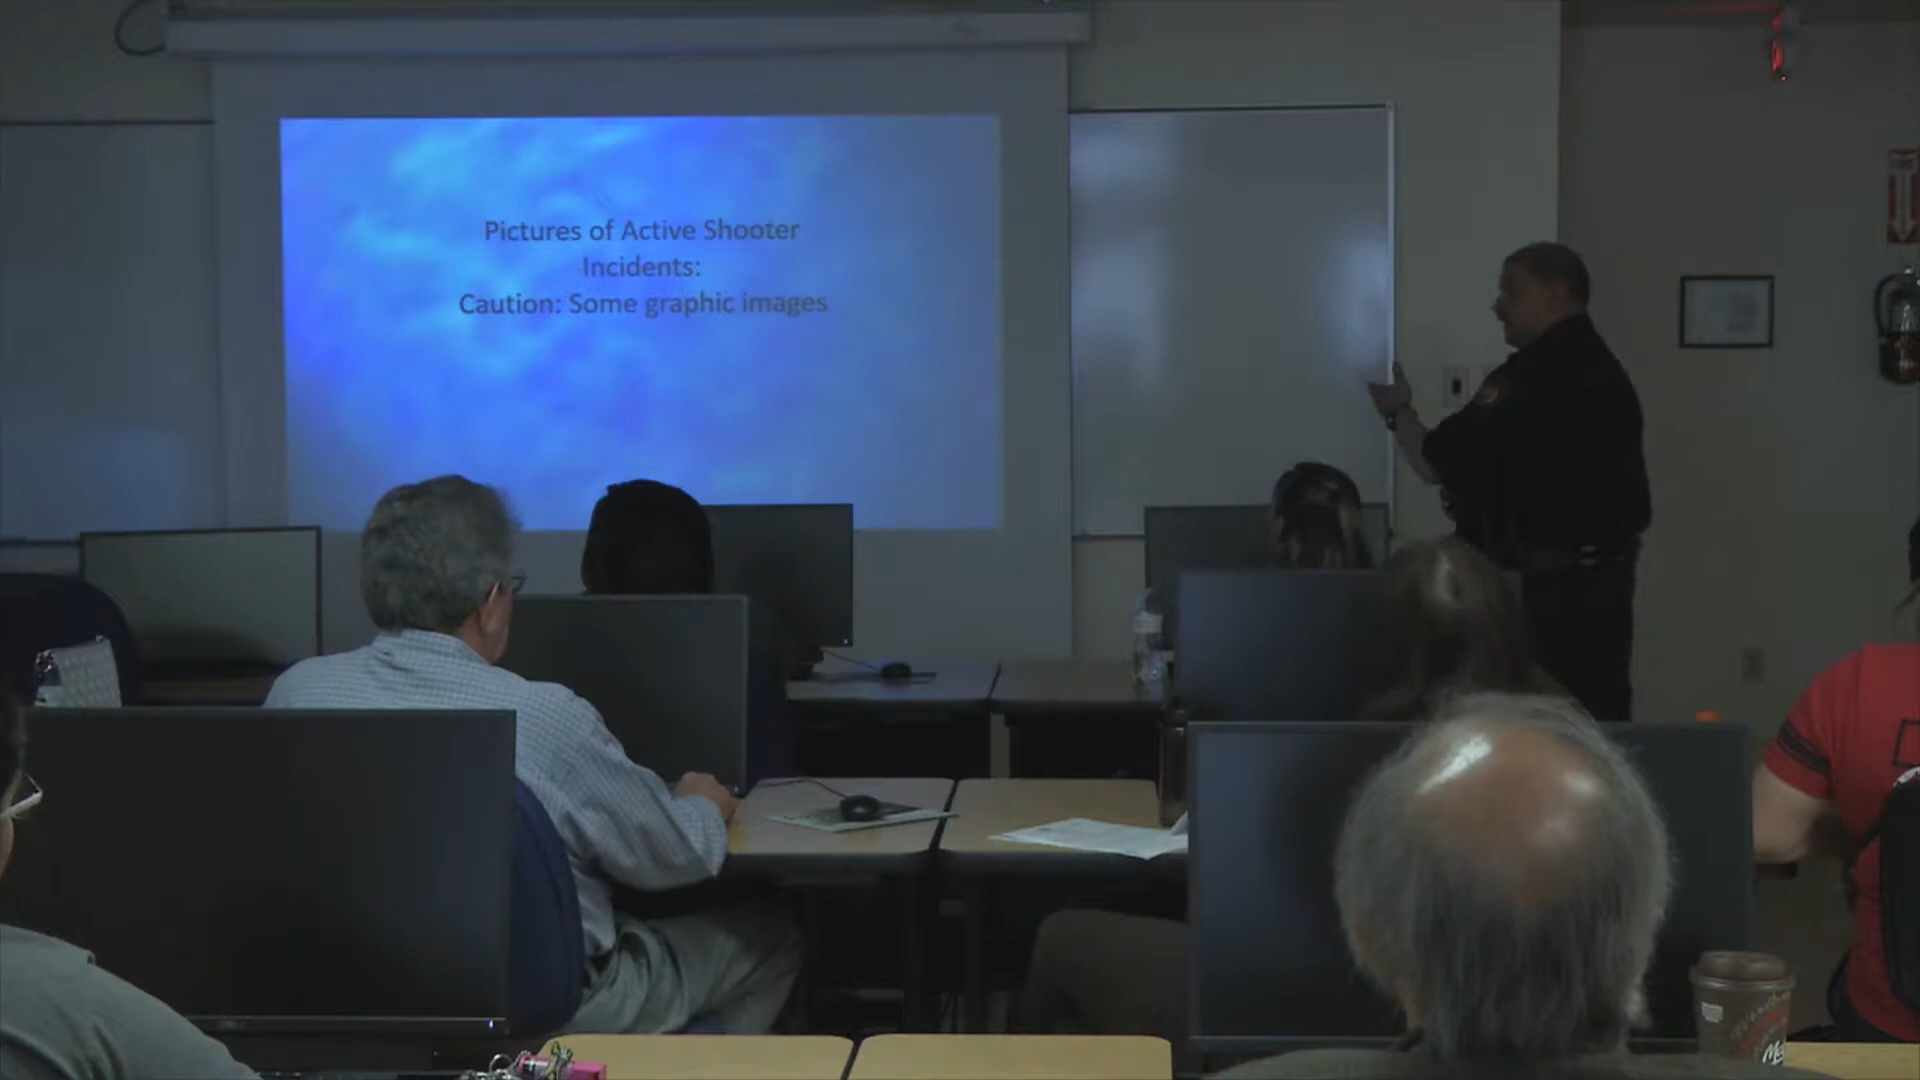 Pictures of Active Shooter
Incidents:
Caution: Some graphic images